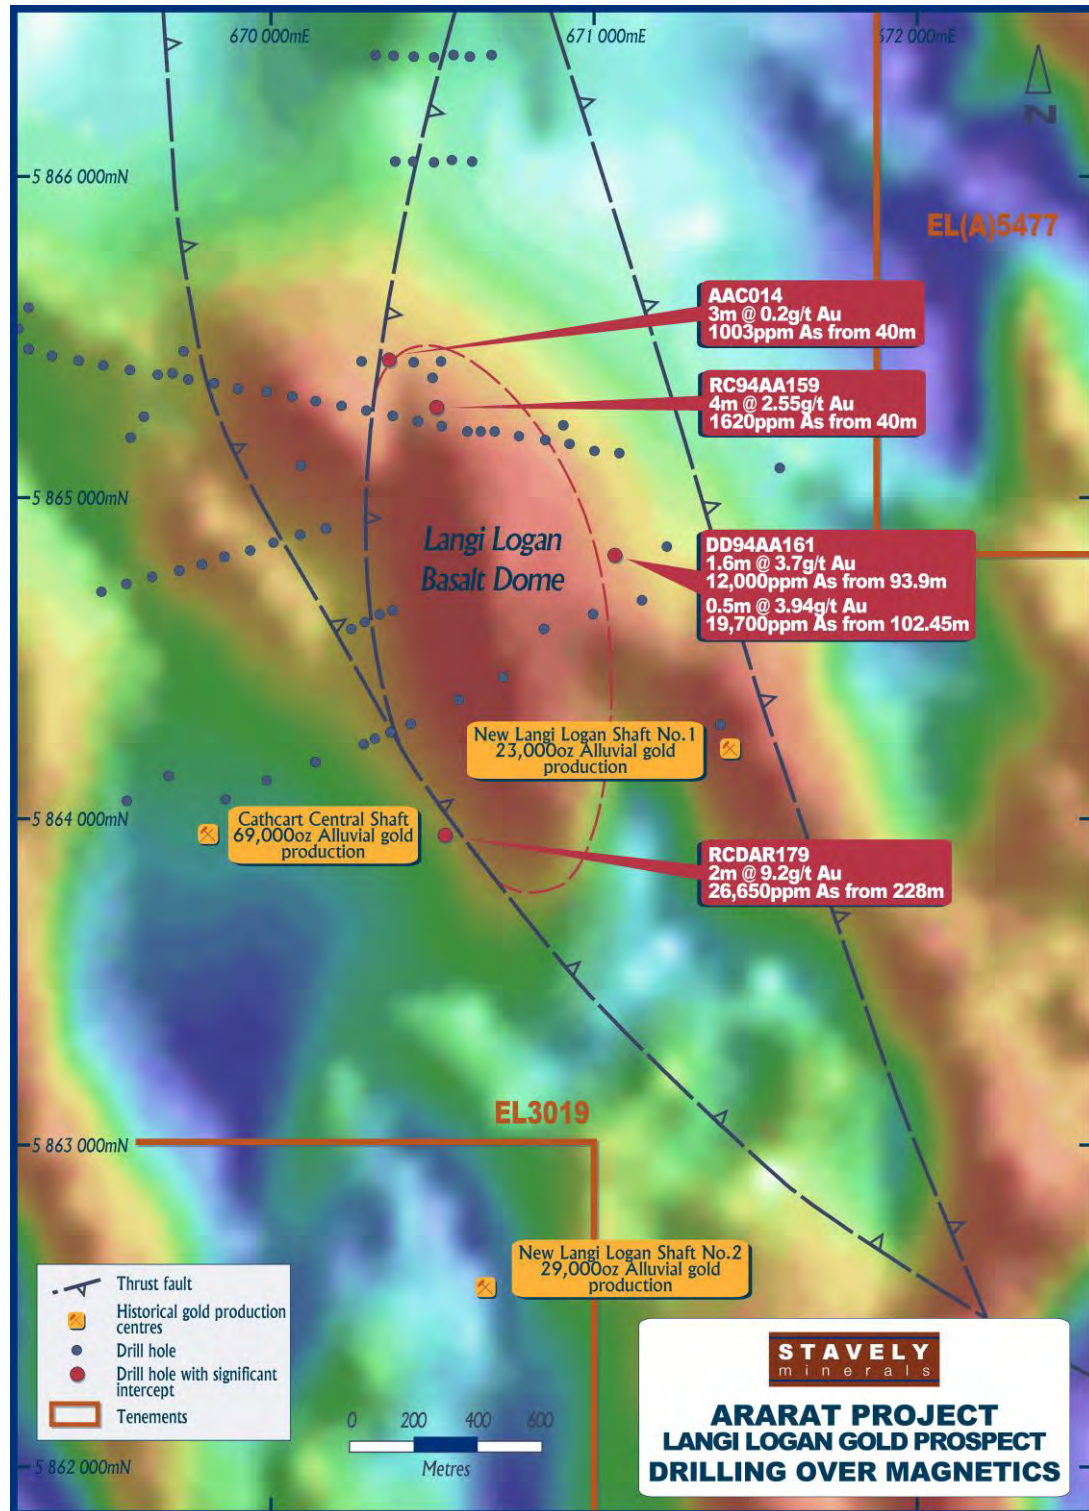 670 000mE
671 000mE
672 000mE
N
5 866 000mN
EL(A)5477
AAC014
3m @ 0.2g/t Au
1003ppm As from 40m
RC94AA159
4m @ 2.55g/t Au
1620ppm As from 40m
5 865 000mN
Langi Logan
Basalt Dome
DD94AA161
1.6m @ 3.7g/t Au
12,000ppm As from 93.9m
0.5m @ 3.94g/t Au
19,700ppm As from 102.45m
New Langi Logan Shaft No.1
23,000oz Alluvial gold
production
5 864 000mN
Cathcart Central Shaft
69,000oz Alluvial gold
production
RCDAR179
2m @ 9.2g/t Au
26,650ppm As from 228m
EL3019
5 863 000mN
New Langi Logan Shaft No.2
29,000oz Alluvial gold
production
Thrust fault
Historical gold production
centres
Drill hole
Drill hole with significant
intercept
Tenements
0 200 400 600
Metres
5 862 000mN
STAVELY
minerals
ARARAT PROJECT
LANGI LOGAN GOLD PROSPECT
DRILLING OVER MAGNETICS